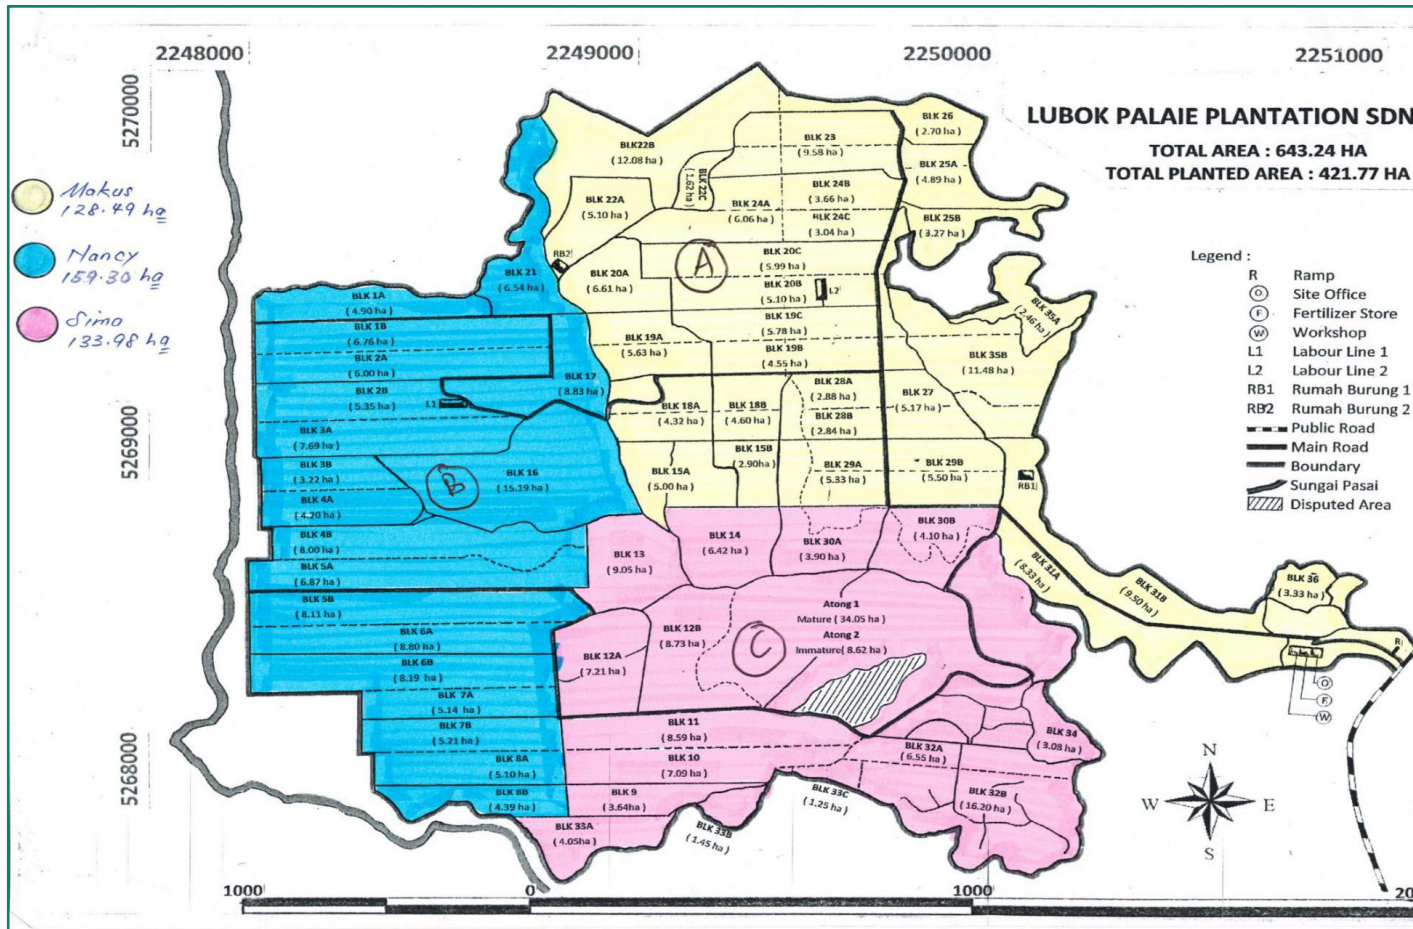 2248000
2249000
2250000
2251000
5270000
5269000
5268000
LUBOK PALAIE PLANTATION SDN
TOTAL AREA : 643.24 HA
TOTAL PLANTED AREA : 421.77 HA
Makus
128.49 ha
Nancy
159.30 ha
Simo
133.98 ha
Legend :
R Ramp
O Site Office
F Fertilizer Store
W Workshop
L1 Labour Line 1
L2 Labour Line 2
RB1 Rumah Burung 1
RB2 Rumah Burung 2
Public Road
Main Road
Boundary
Sungai Pasai
Disputed Area
BLK 26
( 2.70 ha )
BLK 23
( 9.58 ha )
BLK22B
( 12.08 ha )
BLK 22C
( 1.62 ha )
BLK 25A
( 4.89 ha )
BLK 24B
( 3.66 ha )
BLK 22A
( 5.10 ha )
BLK 24A
( 6.06 ha )
BLK 24C
( 3.04 ha )
BLK 25B
( 3.27 ha )
RB2
A
BLK 20C
( 5.99 ha )
BLK 21
( 6.54 ha )
BLK 20A
( 6.61 ha )
BLK 20B
( 5.10 ha )
L2
BLK 1A
( 4.90 ha )
BLK 35A
( 2.46 ha )
BLK 19C
( 5.78 ha )
BLK 1B
( 6.76 ha )
BLK 19A
( 5.63 ha )
BLK 19B
( 4.55 ha )
BLK 35B
( 11.48 ha )
BLK 2A
( 6.00 ha )
BLK 17
( 8.83 ha )
BLK 28A
( 2.88 ha )
BLK 2B
( 5.35 ha )
L1
BLK 27
( 5.17 ha )
BLK 18A
( 4.32 ha )
BLK 18B
( 4.60 ha )
BLK 28B
( 2.84 ha )
BLK 3A
( 7.69 ha )
BLK 15B
( 2.90ha )
BLK 3B
( 3.22 ha )
BLK 16
( 15.19 ha )
B
BLK 15A
( 5.00 ha )
BLK 29A
( 5.33 ha )
BLK 29B
( 5.50 ha )
RB1
BLK 4A
( 4.20 ha )
BLK 4B
( 8.00 ha )
BLK 14
( 6.42 ha )
BLK 30A
( 3.90 ha )
BLK 30B
( 4.10 ha )
BLK 13
( 9.05 ha )
BLK 5A
( 6.87 ha )
BLK 31A
( 8.33 ha )
BLK 31B
( 9.50 ha )
BLK 36
( 3.33 ha )
BLK 5B
( 8.11 ha )
Atong 1
Mature ( 34.05 ha )
Atong 2
Immature( 8.62 ha )
C
BLK 6A
( 8.80 ha )
BLK 12B
( 8.73 ha )
BLK 12A
( 7.21 ha )
BLK 6B
( 8.19 ha )
R
O
F
W
BLK 7A
( 5.14 ha )
BLK 7B
( 5.21 ha )
BLK 11
( 8.59 ha )
BLK 34
( 3.08 ha )
BLK 32A
( 6.55 ha )
BLK 8A
( 5.10 ha )
BLK 10
( 7.09 ha )
BLK 8B
( 4.39 ha )
BLK 9
( 3.64ha )
BLK 33C
( 1.25 ha )
BLK 32B
( 16.20 ha )
BLK 33A
( 4.05ha )
BLK 33B
( 1.45 ha )
N
W
E
S
1000
0
1000
20